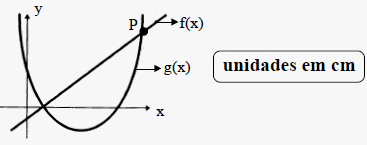 y
P
f(x)
g(x)
unidades em cm
x